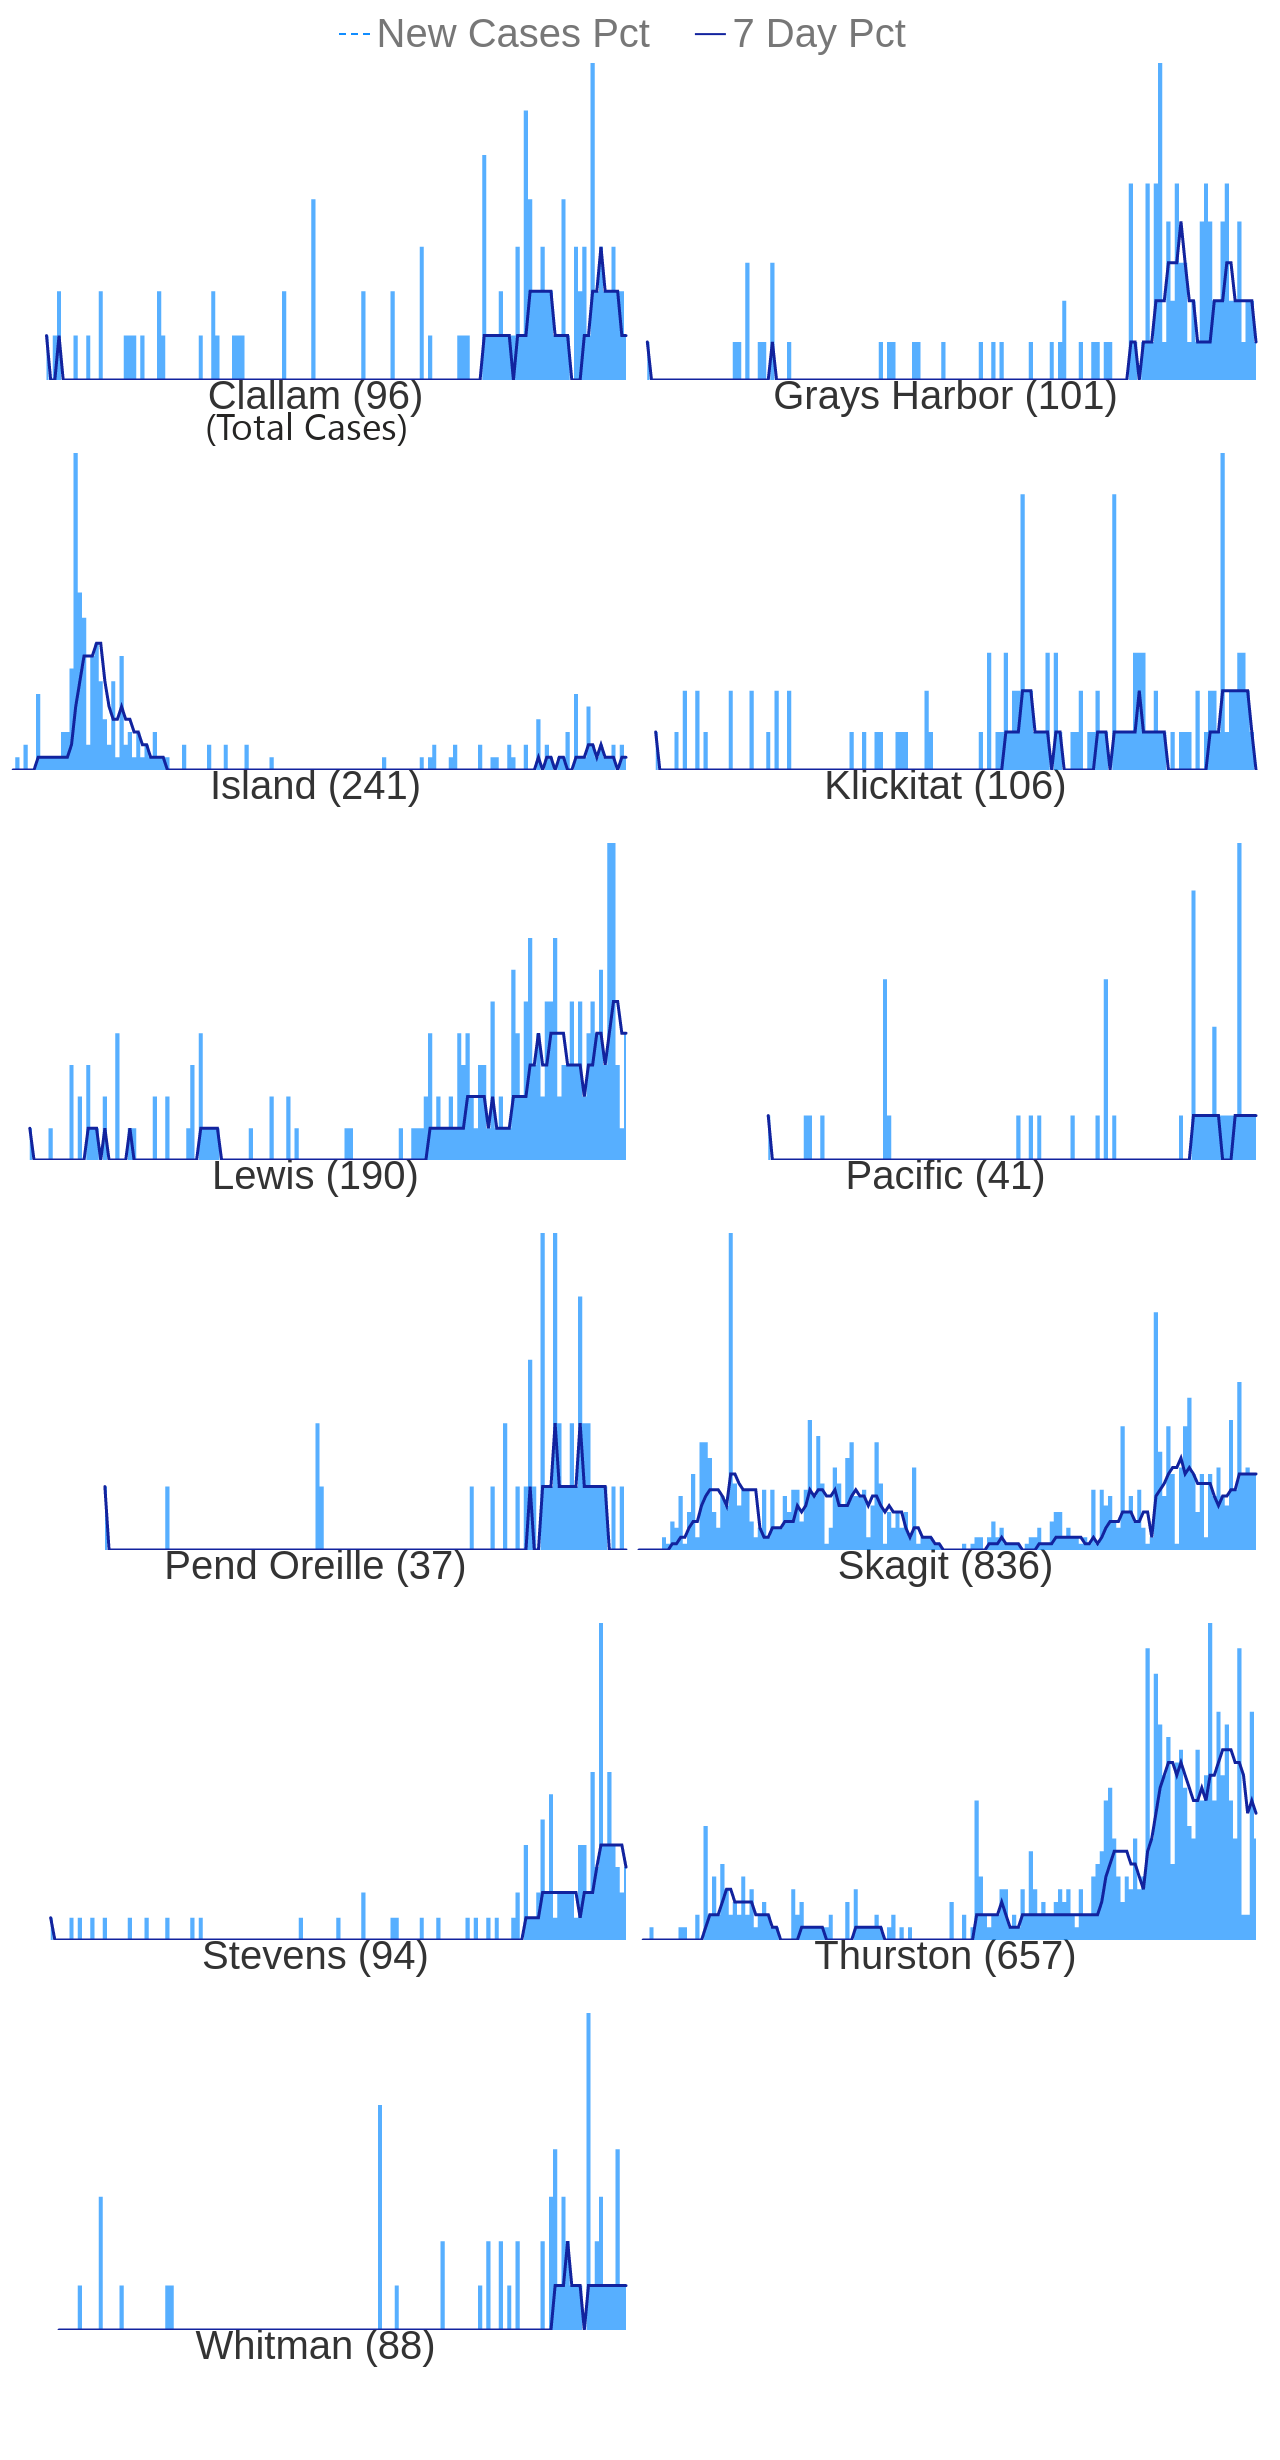 New Cases Pct 7 Day Pct
Clallam (96) Grays Harbor (101)
(Total Cases)
Island (241) Klickitat (106)
Lewis (190) Pacific (41)
Pend Oreille (37) Skagit (836)
Stevens (94) Thurston (657)
Whitman (88)